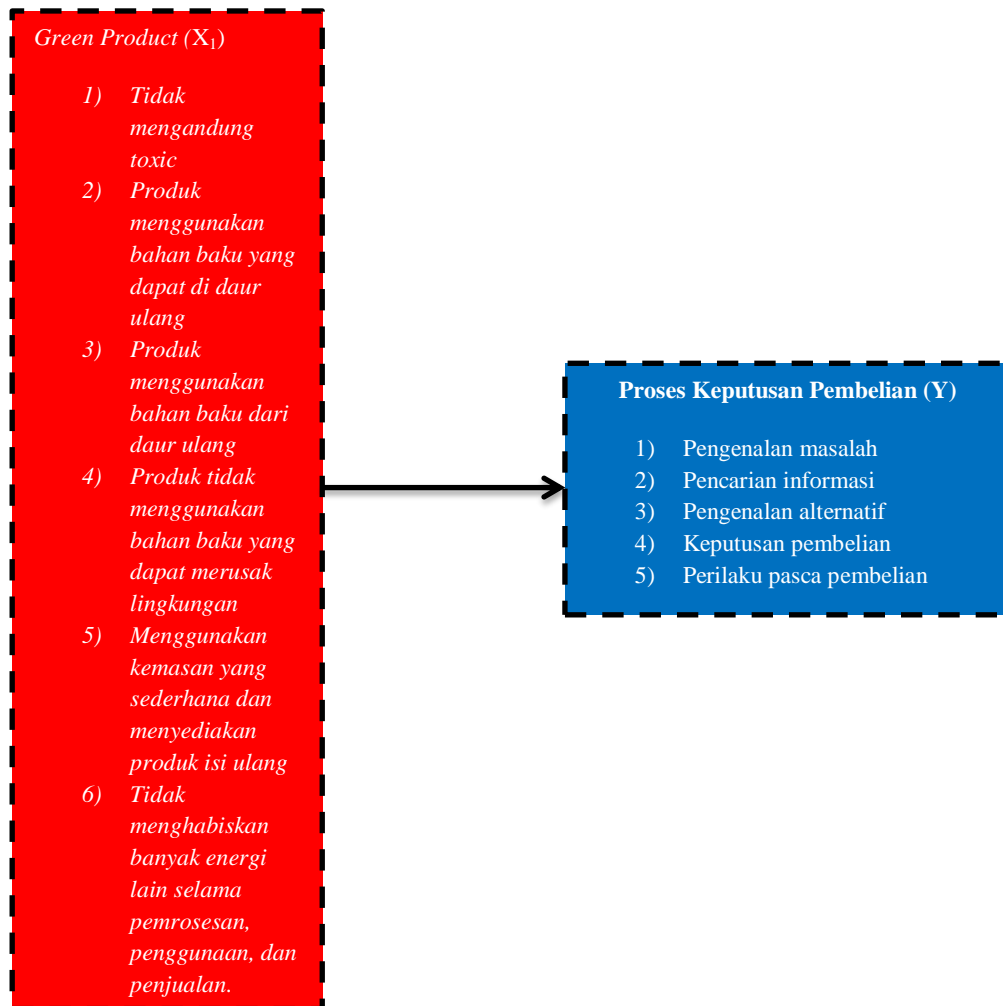 Green Product (X₁)
1) Tidak
mengandung
toxic
2) Produk
menggunakan
bahan baku yang
dapat di daur
ulang
3) Produk
menggunakan
bahan baku dari
daur ulang
4) Produk tidak
menggunakan
bahan baku yang
dapat merusak
lingkungan
5) Menggunakan
kemasan yang
sederhana dan
menyediakan
produk isi ulang
6) Tidak
menghabiskan
banyak energi
lain selama
pemrosesan,
penggunaan, dan
penjualan.
Proses Keputusan Pembelian (Y)
1) Pengenalan masalah
2) Pencarian informasi
3) Pengenalan alternatif
4) Keputusan pembelian
5) Perilaku pasca pembelian